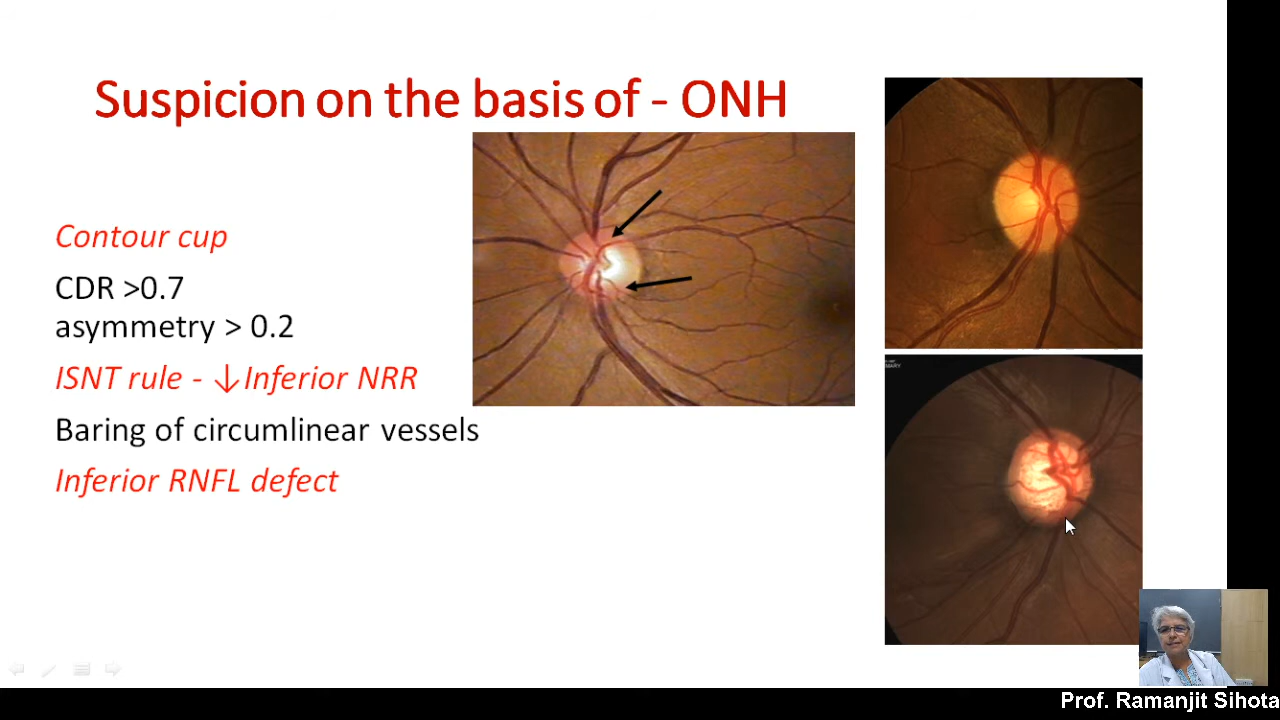 Suspicion on the basis of - ONH
Contour cup
CDR >0.7
asymmetry > 0.2
ISNT rule - ↓Inferior NRR
Baring of circumlinear vessels
Inferior RNFL defect
Prof. Ramanjit Sihota